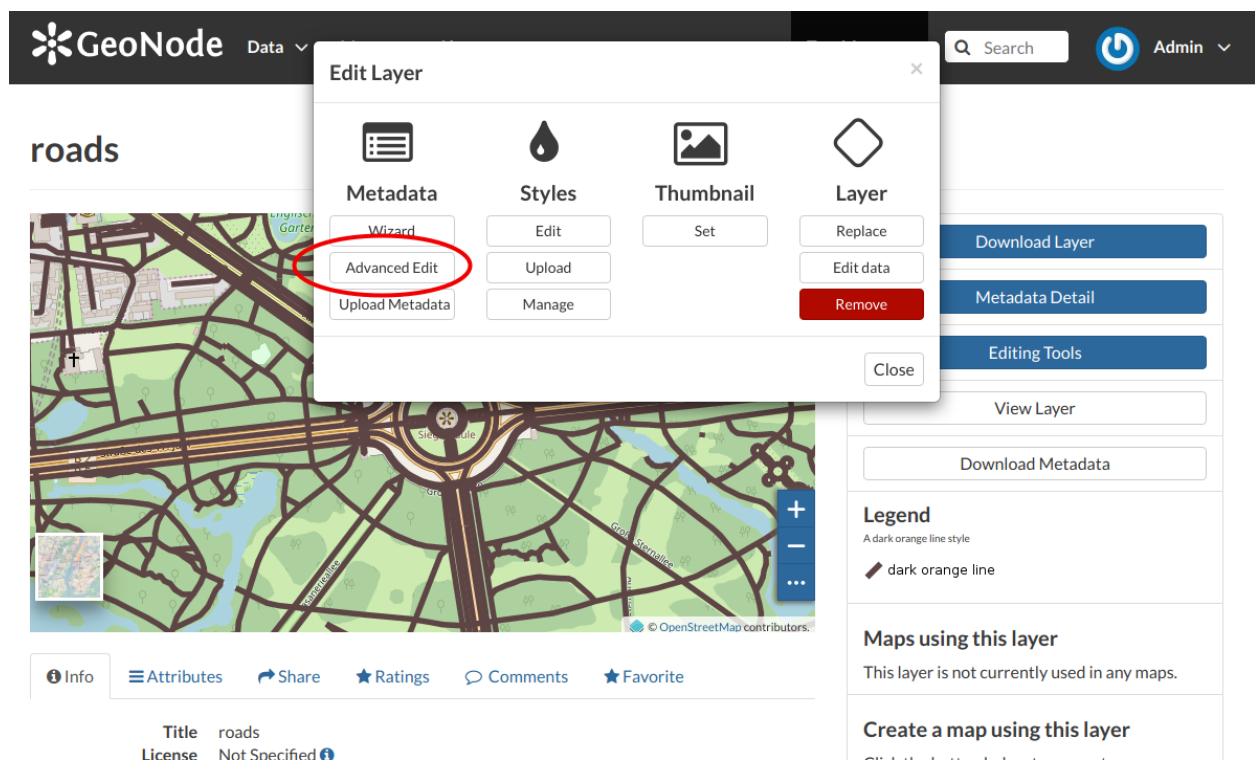 GeoNode Data
Search
Admin
Edit Layer
×
roads
Metadata
Styles
Thumbnail
Layer
Wizard
Edit
Set
Replace
Advanced Edit
Upload
Edit data
Upload Metadata
Manage
Remove
Close
Download Layer
Metadata Detail
Editing Tools
View Layer
Download Metadata
Legend
A dark orange line style
dark orange line
+
−
...
© OpenStreetMap contributors.
Maps using this layer
This layer is not currently used in any maps.
Info
Attributes
Share
Ratings
Comments
Favorite
Title roads
License Not Specified
Create a map using this layer